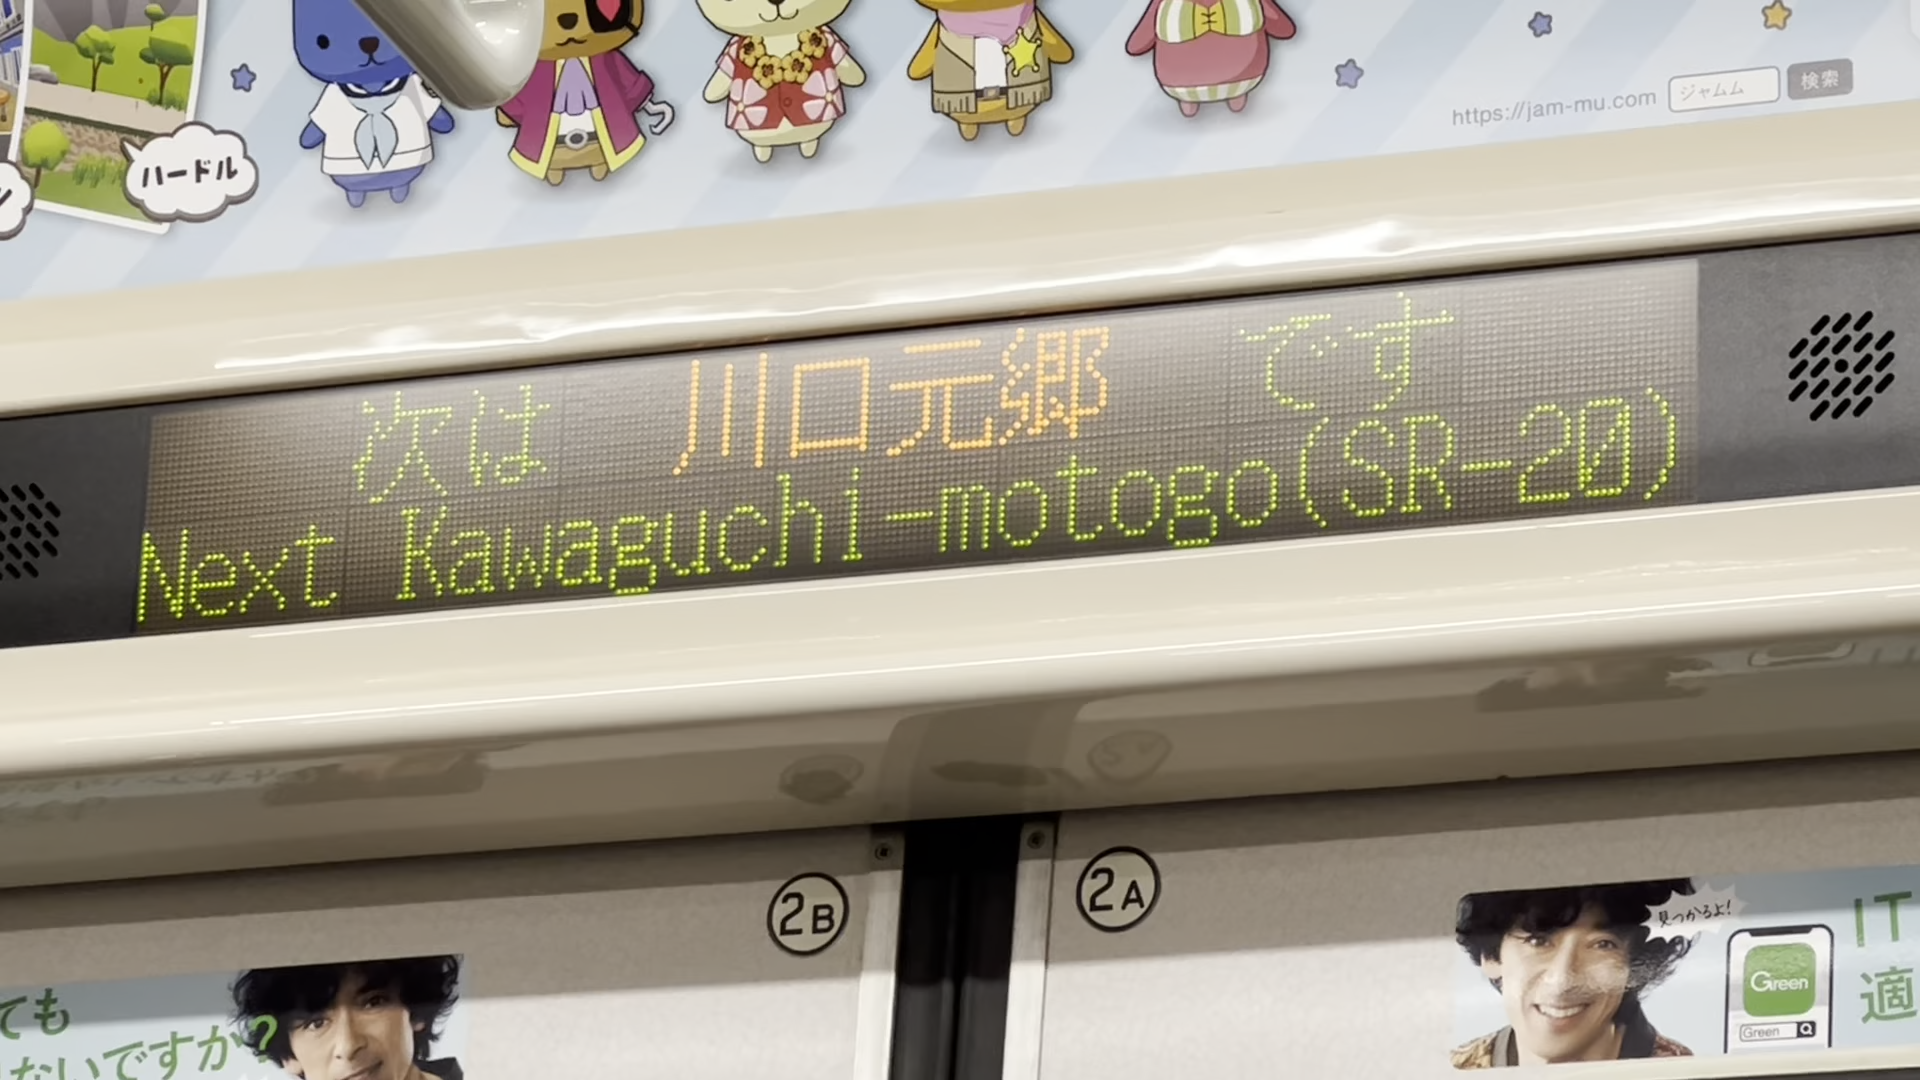 ハードル
https://jam-mu.com ジャムム 検索
次は 川口元郷 です
Next Kawaguchi-motogo(SR-20)
2B
2A
ても
ないですか?
見つかるよ!
Green
Green
IT
適